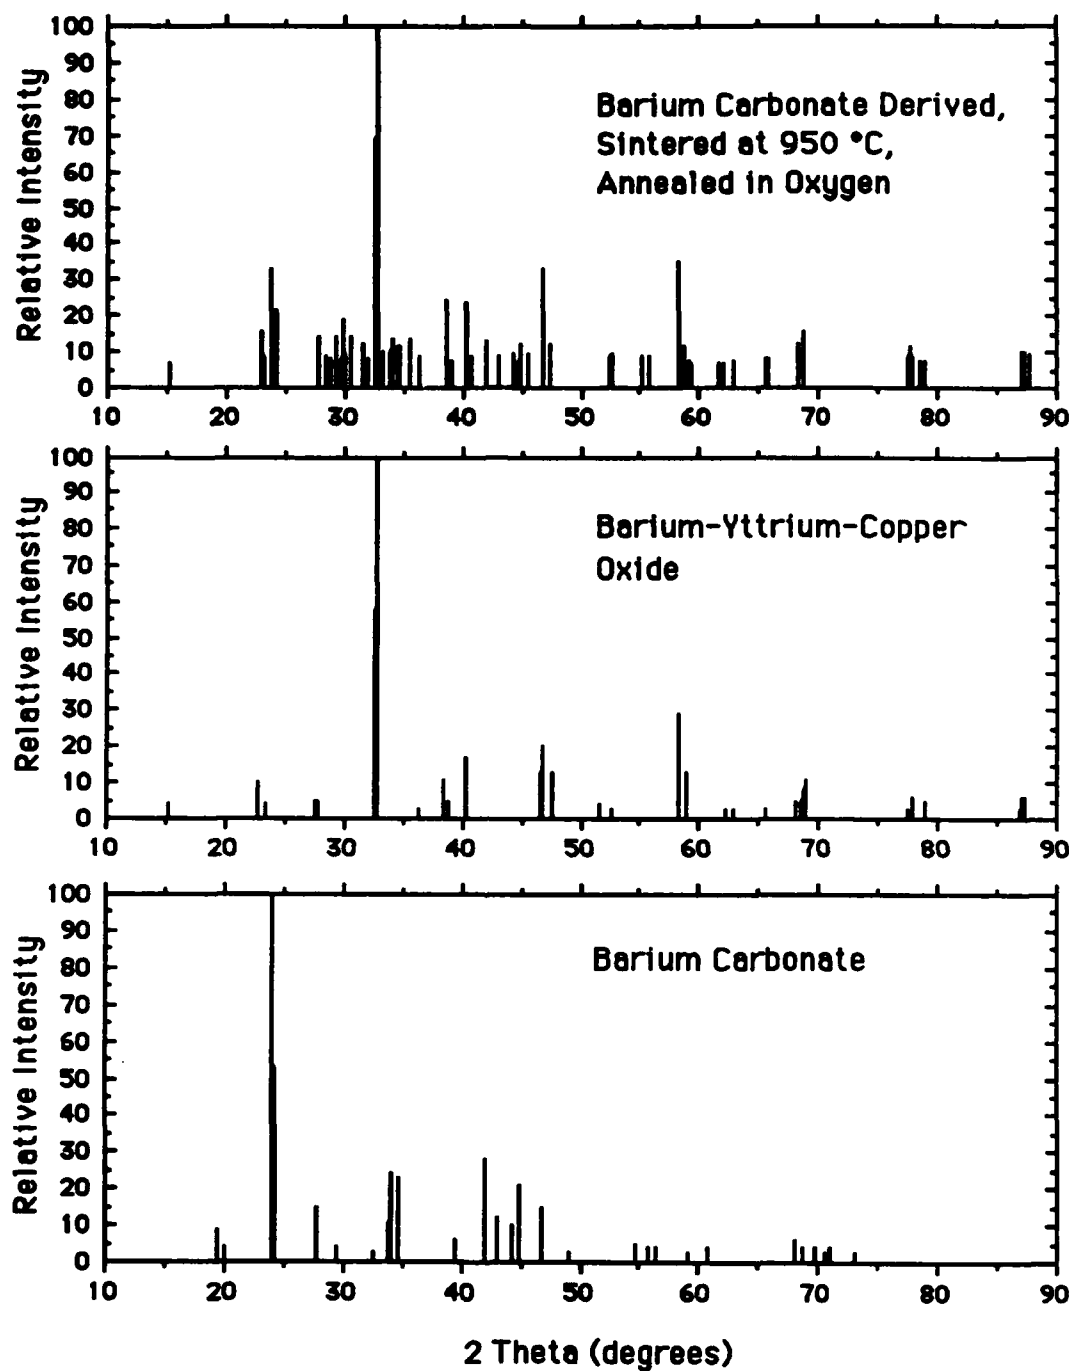 100
90
80
70
60
50
40
30
20
10
0
Relative Intensity
Barium Carbonate Derived,
Sintered at 950 °C,
Annealed in Oxygen
10 20 30 40 50 60 70 80 90
100
90
80
70
60
50
40
30
20
10
0
Relative Intensity
Barium-Yttrium-Copper
Oxide
10 20 30 40 50 60 70 80 90
100
90
80
70
60
50
40
30
20
10
0
Relative Intensity
Barium Carbonate
10 20 30 40 50 60 70 80 90
2 Theta (degrees)